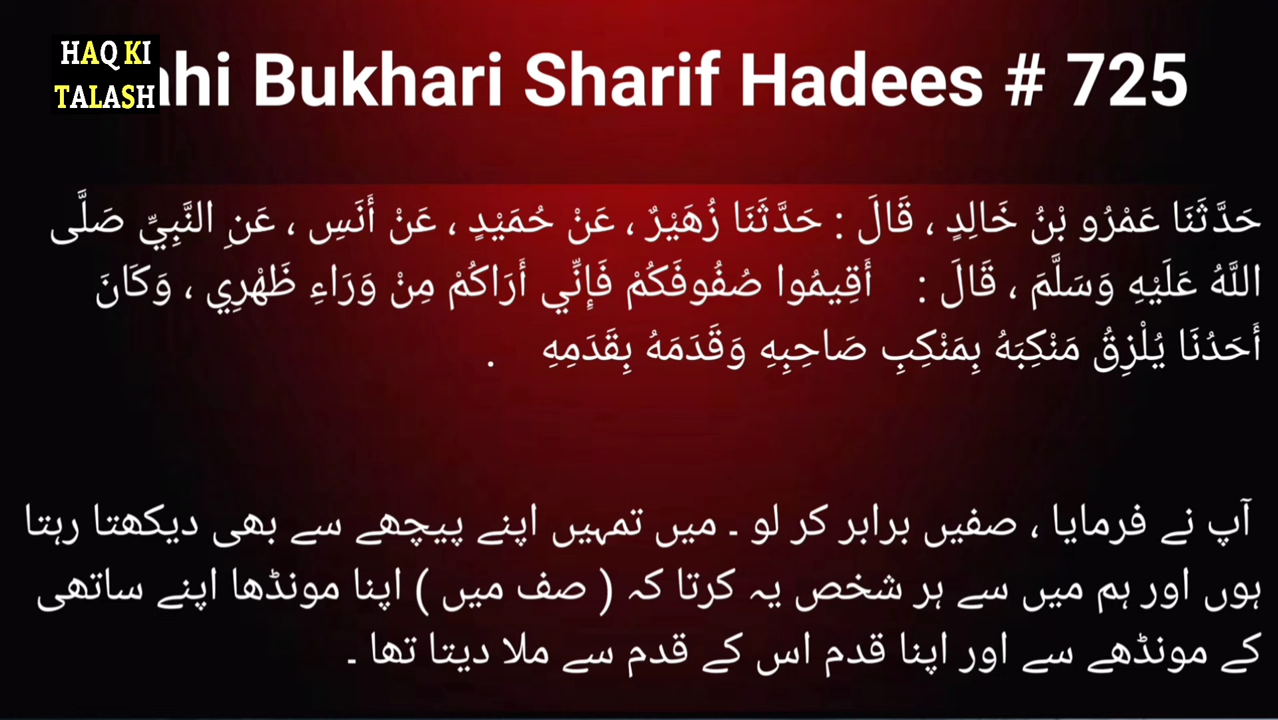 HAQ KI
TALASH
ahi Bukhari Sharif Hadees # 725
حَدَّثَنَا عَمْرُو بْنُ خَالِدٍ ، قَالَ : حَدَّثَنَا زُهَيْرٌ ، عَنْ حُمَيْدٍ ، عَنْ أَنَسِ ، عَنِ النَّبِيِّ صَلَّى
اللَّهُ عَلَيْهِ وَسَلَّمَ ، قَالَ : أَقِيمُوا صُفُوفَكُمْ فَإِنِّي أَرَاكُمْ مِنْ وَرَاءِ ظَهْرِي ، وَكَانَ
أَحَدُنَا يُلْزِقُ مَنْكِبَهُ بِمَنْكِبِ صَاحِبِهِ وَقَدَمَهُ بِقَدَمِهِ .
آپ نے فرمایا ، صفیں برابر کر لو ۔ میں تمہیں اپنے پیچھے سے بھی دیکھتا رہتا
ہوں اور ہم میں سے ہر شخص یہ کرتا کہ ( صف میں ) اپنا مونڈھا اپنے ساتھی
کے مونڈھے سے اور اپنا قدم اس کے قدم سے ملا دیتا تھا ۔